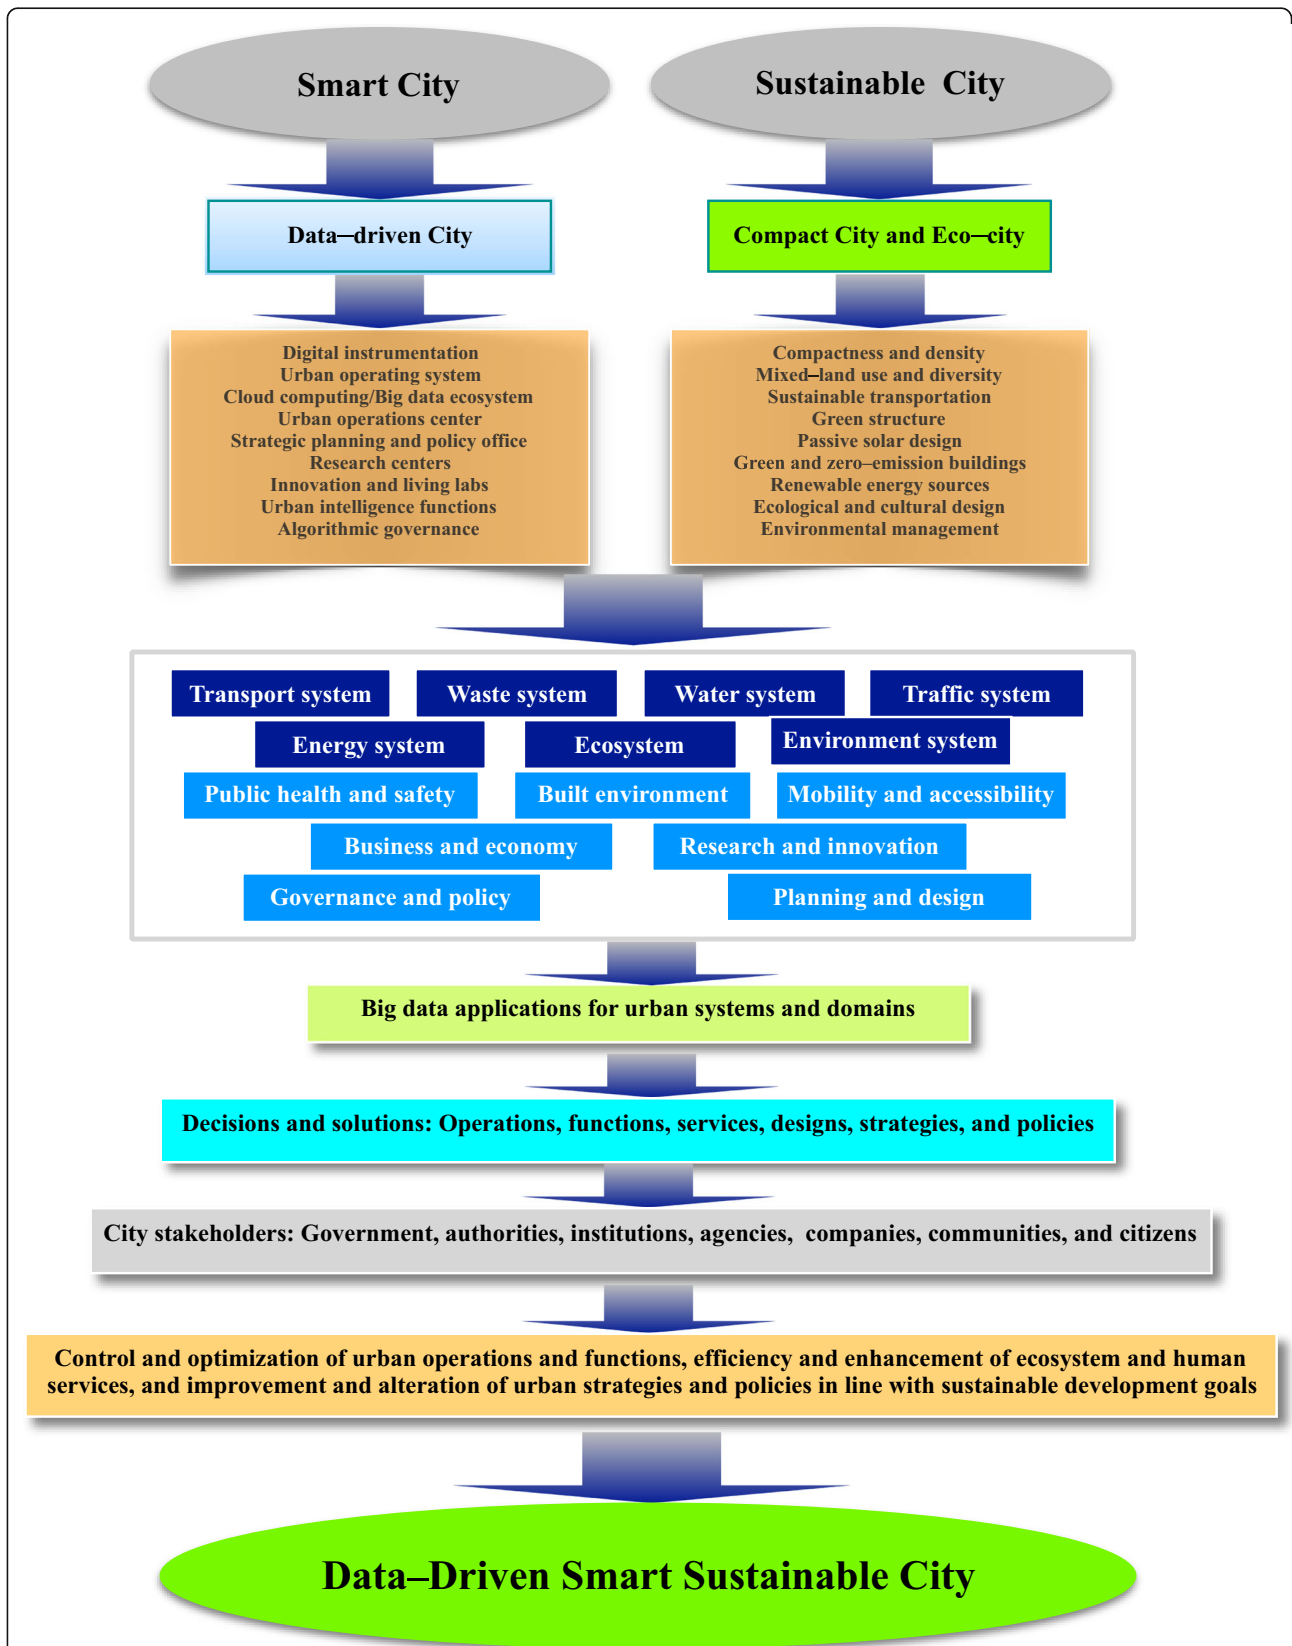 Smart City
Sustainable  City
Data–driven City
Compact City and Eco–city
Digital instrumentation
Urban operating system
Cloud computing/Big data ecosystem
Urban operations center
Strategic planning and policy office
Research centers
Innovation and living labs
Urban intelligence functions
Algorithmic governance
Compactness and density
Mixed–land use and diversity
Sustainable transportation
Green structure
Passive solar design
Green and zero–emission buildings
Renewable energy sources
Ecological and cultural design
Environmental management
Transport system
Waste system
Water system
Traffic system
Energy system
Ecosystem
Environment system
Public health and safety
Built environment
Mobility and accessibility
Business and economy
Research and innovation
Governance and policy
Planning and design
Big data applications for urban systems and domains
Decisions and solutions: Operations, functions, services, designs, strategies, and policies
City stakeholders: Government, authorities, institutions, agencies,  companies, communities, and citizens
Control and optimization of urban operations and functions, efficiency and enhancement of ecosystem and human
services, and improvement and alteration of urban strategies and policies in line with sustainable development goals
Data–Driven Smart Sustainable City